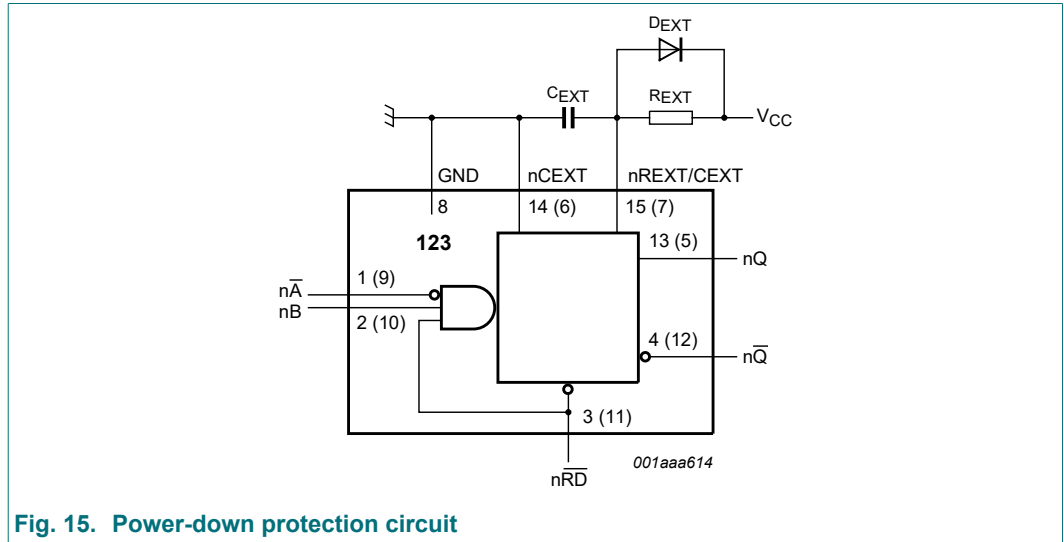 DEXT
CEXT
REXT
VCC
GND
nCEXT
nREXT/CEXT
8
14 (6)
15 (7)
123
13 (5)
nQ
1 (9)
nA̅
nB
2 (10)
4 (12)
nQ̅
3 (11)
001aaa614
nR̅D̅
Fig. 15. Power-down protection circuit